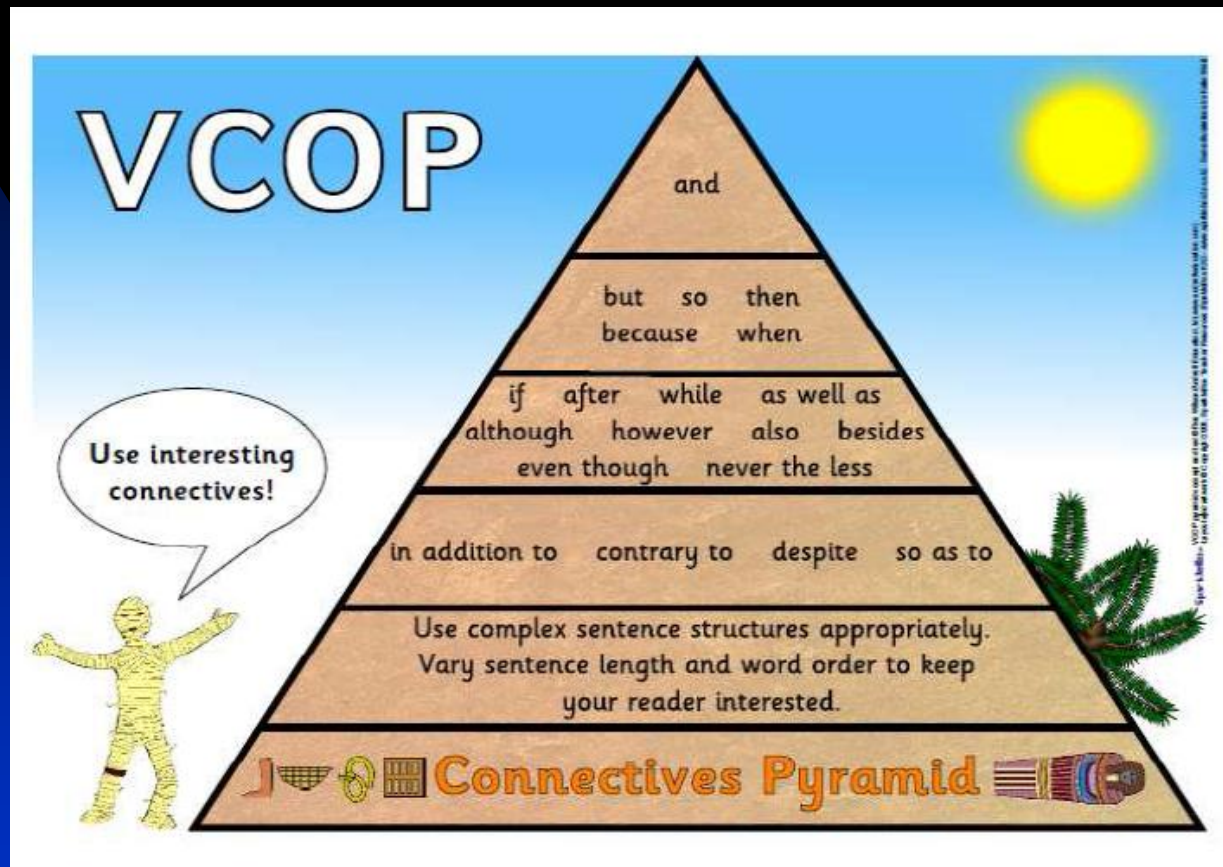 VCOP
and
but so then
because when
if after while as well as
although however also besides
even though never the less
Use interesting
connectives!
in addition to contrary to despite so as to
Use complex sentence structures appropriately.
Vary sentence length and word order to keep
your reader interested.
Connectives Pyramid